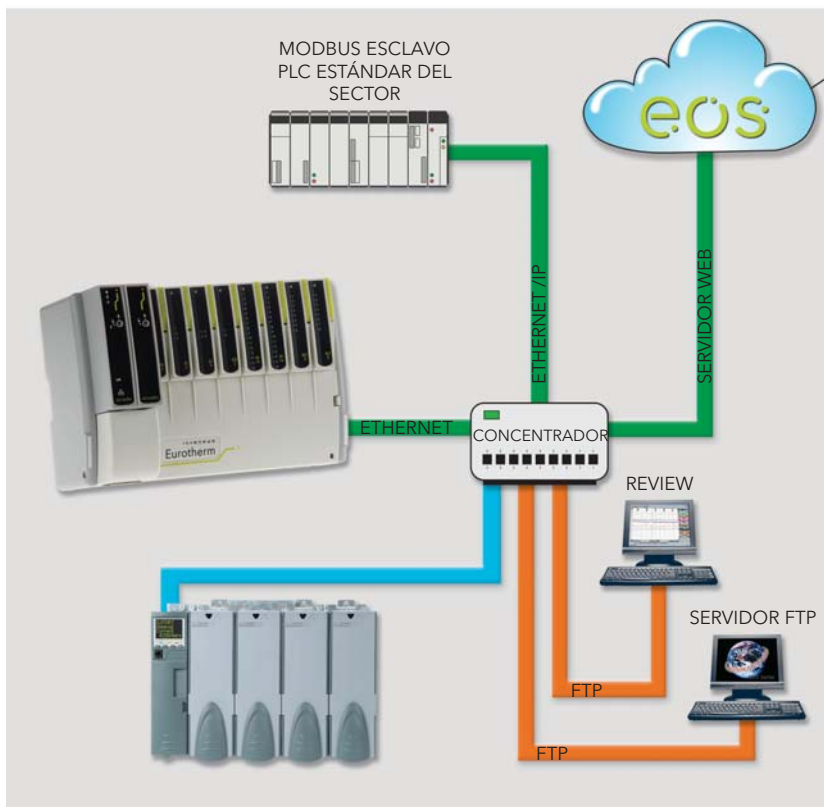 MODBUS ESCLAVO
PLC ESTÁNDAR DEL
SECTOR
eos
ETHERNET /IP
SERVIDOR WEB
Eurotherm
ETHERNET
CONCENTRADOR
REVIEW
SERVIDOR FTP
FTP
FTP